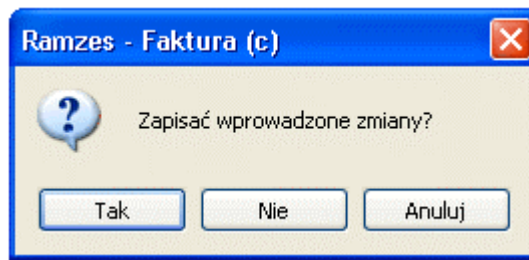 Ramzes - Faktura (c)
Zapisać wprowadzone zmiany?
Tak
Nie
Anuluj